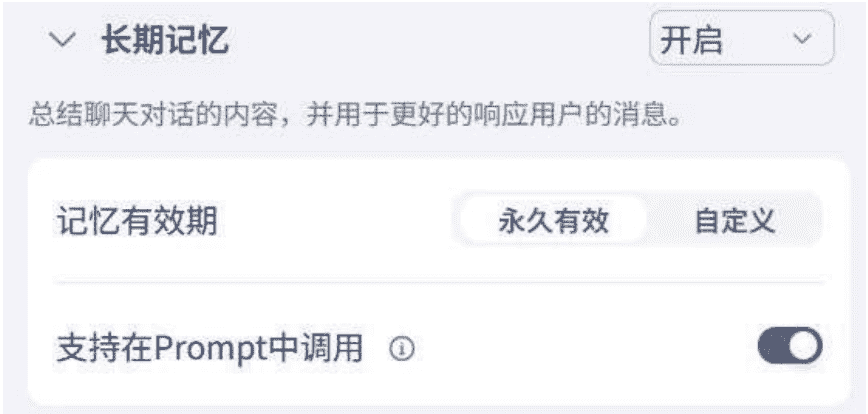 长期记忆
开启
总结聊天对话的内容，并用于更好的响应用户的消息。
记忆有效期
永久有效
自定义
支持在Prompt中调用